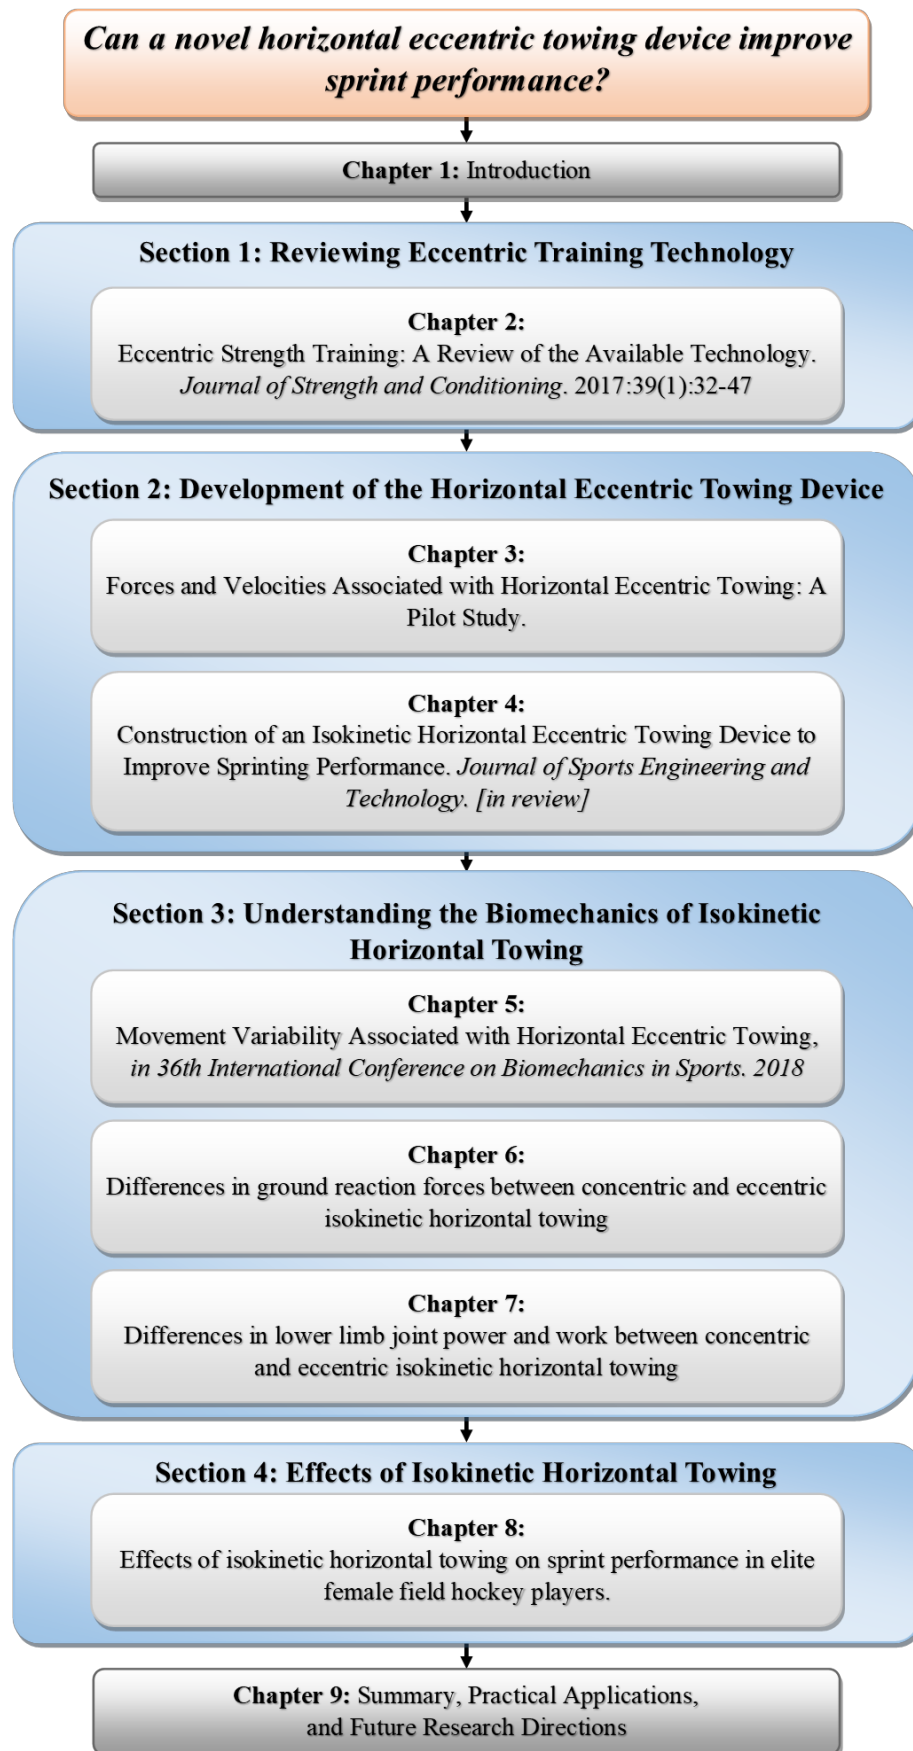 Can a novel horizontal eccentric towing device improve
sprint performance?
Chapter 1: Introduction
Section 1: Reviewing Eccentric Training Technology
Chapter 2:
Eccentric Strength Training: A Review of the Available Technology.
Journal of Strength and Conditioning. 2017:39(1):32-47
Section 2: Development of the Horizontal Eccentric Towing Device
Chapter 3:
Forces and Velocities Associated with Horizontal Eccentric Towing: A
Pilot Study.
Chapter 4:
Construction of an Isokinetic Horizontal Eccentric Towing Device to
Improve Sprinting Performance. Journal of Sports Engineering and
Technology. [in review]
Section 3: Understanding the Biomechanics of Isokinetic
Horizontal Towing
Chapter 5:
Movement Variability Associated with Horizontal Eccentric Towing,
in 36th International Conference on Biomechanics in Sports. 2018
Chapter 6:
Differences in ground reaction forces between concentric and eccentric
isokinetic horizontal towing
Chapter 7:
Differences in lower limb joint power and work between concentric
and eccentric isokinetic horizontal towing
Section 4: Effects of Isokinetic Horizontal Towing
Chapter 8:
Effects of isokinetic horizontal towing on sprint performance in elite
female field hockey players.
Chapter 9: Summary, Practical Applications,
and Future Research Directions